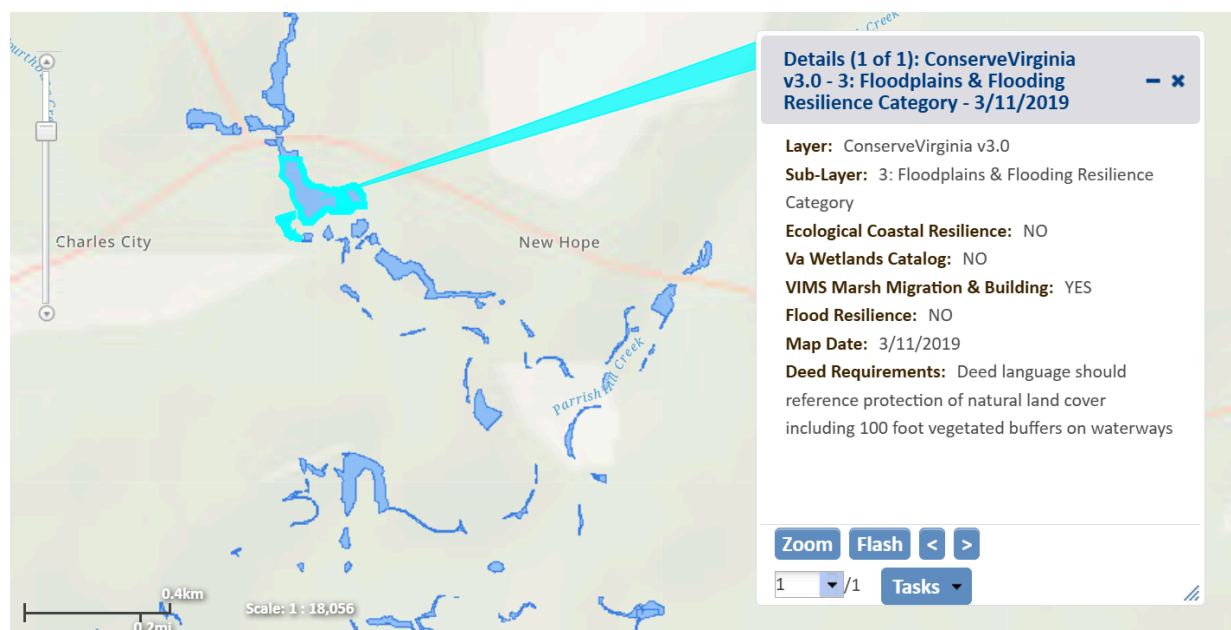 Details (1 of 1): ConserveVirginia
v3.0 - 3: Floodplains & Flooding
Resilience Category - 3/11/2019
Layer: ConserveVirginia v3.0
Sub-Layer: 3: Floodplains & Flooding Resilience
Category
Ecological Coastal Resilience: NO
Va Wetlands Catalog: NO
VIMS Marsh Migration & Building: YES
Flood Resilience: NO
Map Date: 3/11/2019
Deed Requirements: Deed language should
reference protection of natural land cover
including 100 foot vegetated buffers on waterways
Zoom Flash < >
1 /1 Tasks
Charles City
New Hope
Parrish Hill Creek
Creek
0.4km
0.2mi
Scale: 1 : 18,056